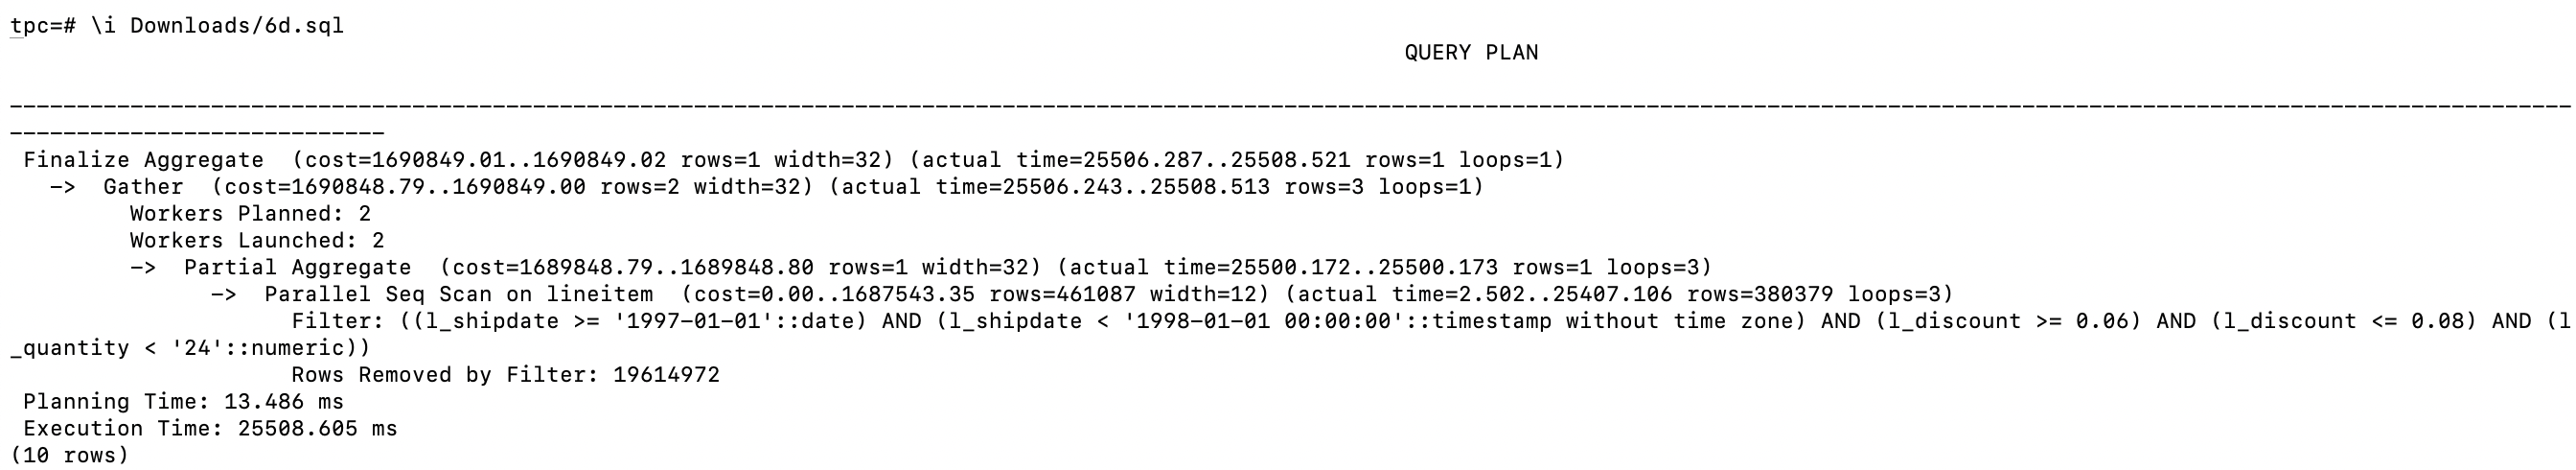 tpc=# \i Downloads/6d.sql
QUERY PLAN
----------------------------------------------------------------------------------------------------------------------------------------------------------------------------------------------
----------------------------
Finalize Aggregate  (cost=1690849.01..1690849.02 rows=1 width=32) (actual time=25506.287..25508.521 rows=1 loops=1)
->  Gather  (cost=1690848.79..1690849.00 rows=2 width=32) (actual time=25506.243..25508.513 rows=3 loops=1)
Workers Planned: 2
Workers Launched: 2
->  Partial Aggregate  (cost=1689848.79..1689848.80 rows=1 width=32) (actual time=25500.172..25500.173 rows=1 loops=3)
->  Parallel Seq Scan on lineitem  (cost=0.00..1687543.35 rows=461087 width=12) (actual time=2.502..25407.106 rows=380379 loops=3)
Filter: ((l_shipdate >= '1997-01-01'::date) AND (l_shipdate < '1998-01-01 00:00:00'::timestamp without time zone) AND (l_discount >= 0.06) AND (l_discount <= 0.08) AND (l
_quantity < '24'::numeric))
Rows Removed by Filter: 19614972
Planning Time: 13.486 ms
Execution Time: 25508.605 ms
(10 rows)